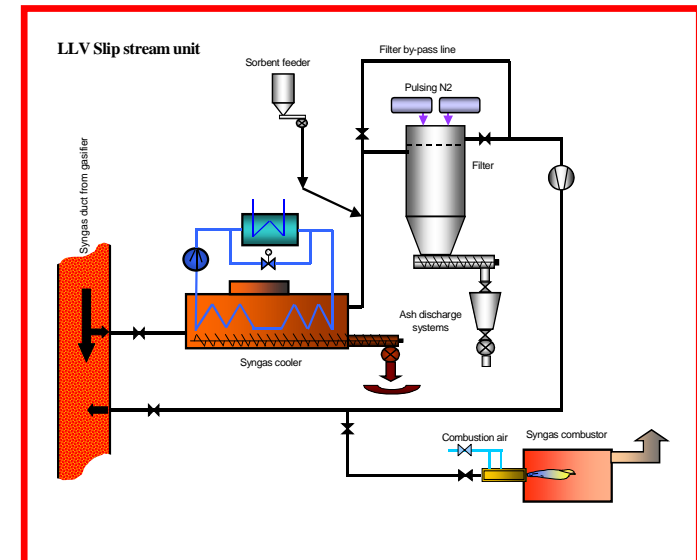 LLV Slip stream unit
Filter by-pass line
Sorbent feeder
Pulsing N2
Syngas duct from gasifier
Filter
Ash discharge
systems
Syngas cooler
Combustion air
Syngas combustor